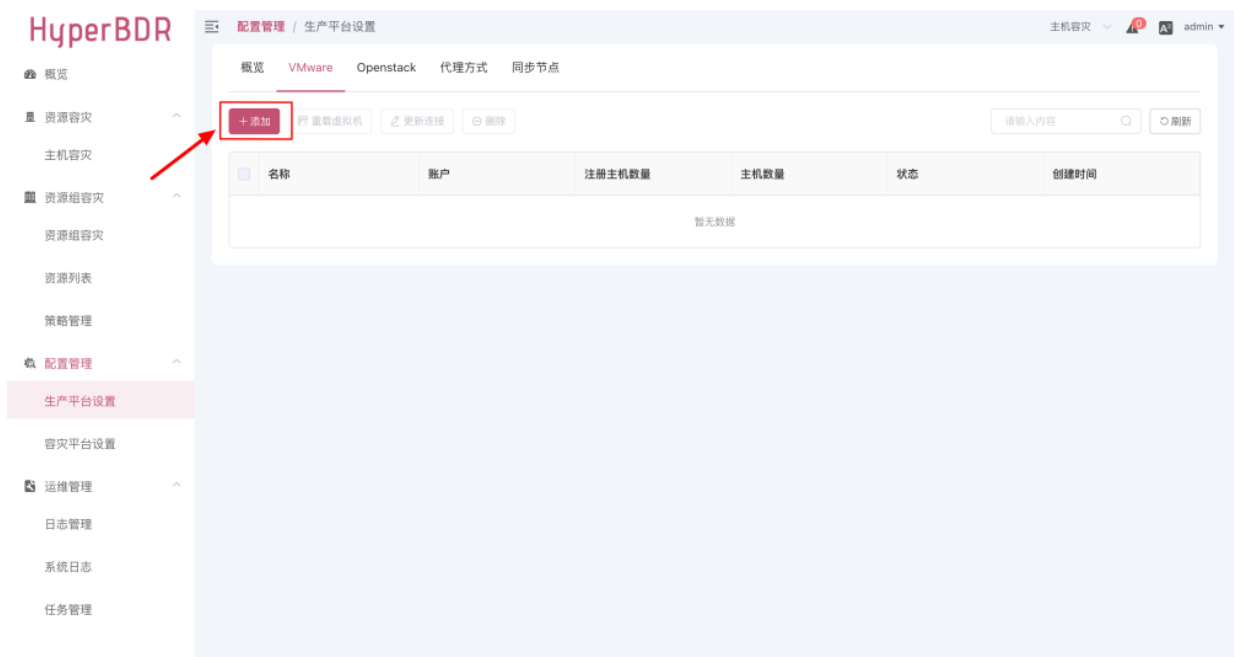 HyperBDR
配置管理 / 生产平台设置
主机容灾
0
A
admin
概览
资源容灾
主机容灾
资源组容灾
资源组容灾
资源列表
策略管理
配置管理
生产平台设置
容灾平台设置
运维管理
日志管理
系统日志
任务管理
概览 VMware Openstack 代理方式 同步节点
+添加 重载虚拟机 更新连接 删除 请输入内容 刷新
名称 账户 注册主机数量 主机数量 状态 创建时间
暂无数据